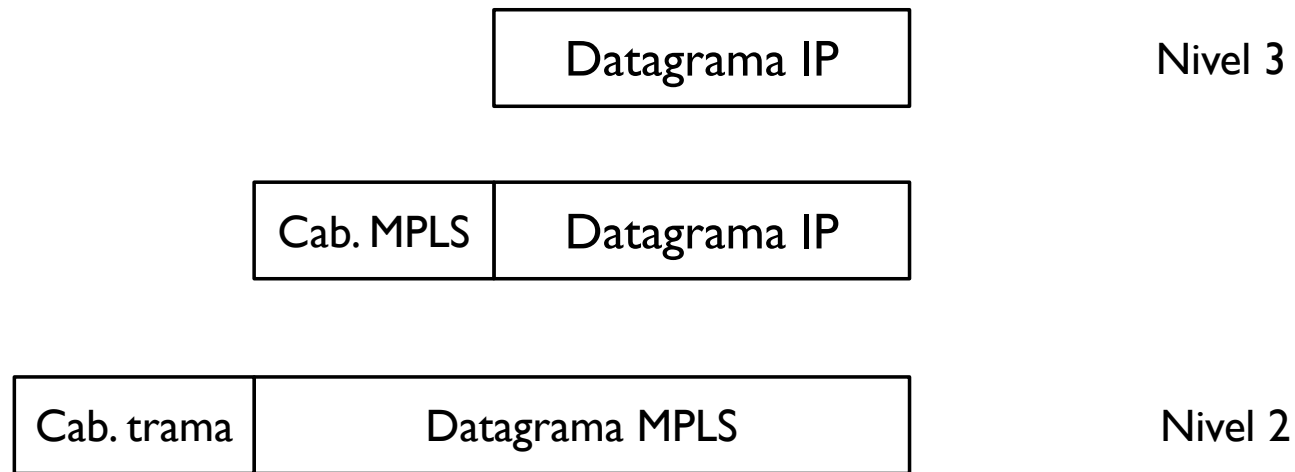 Datagrama IP Nivel 3
Cab. MPLS Datagrama IP
Cab. trama Datagrama MPLS Nivel 2